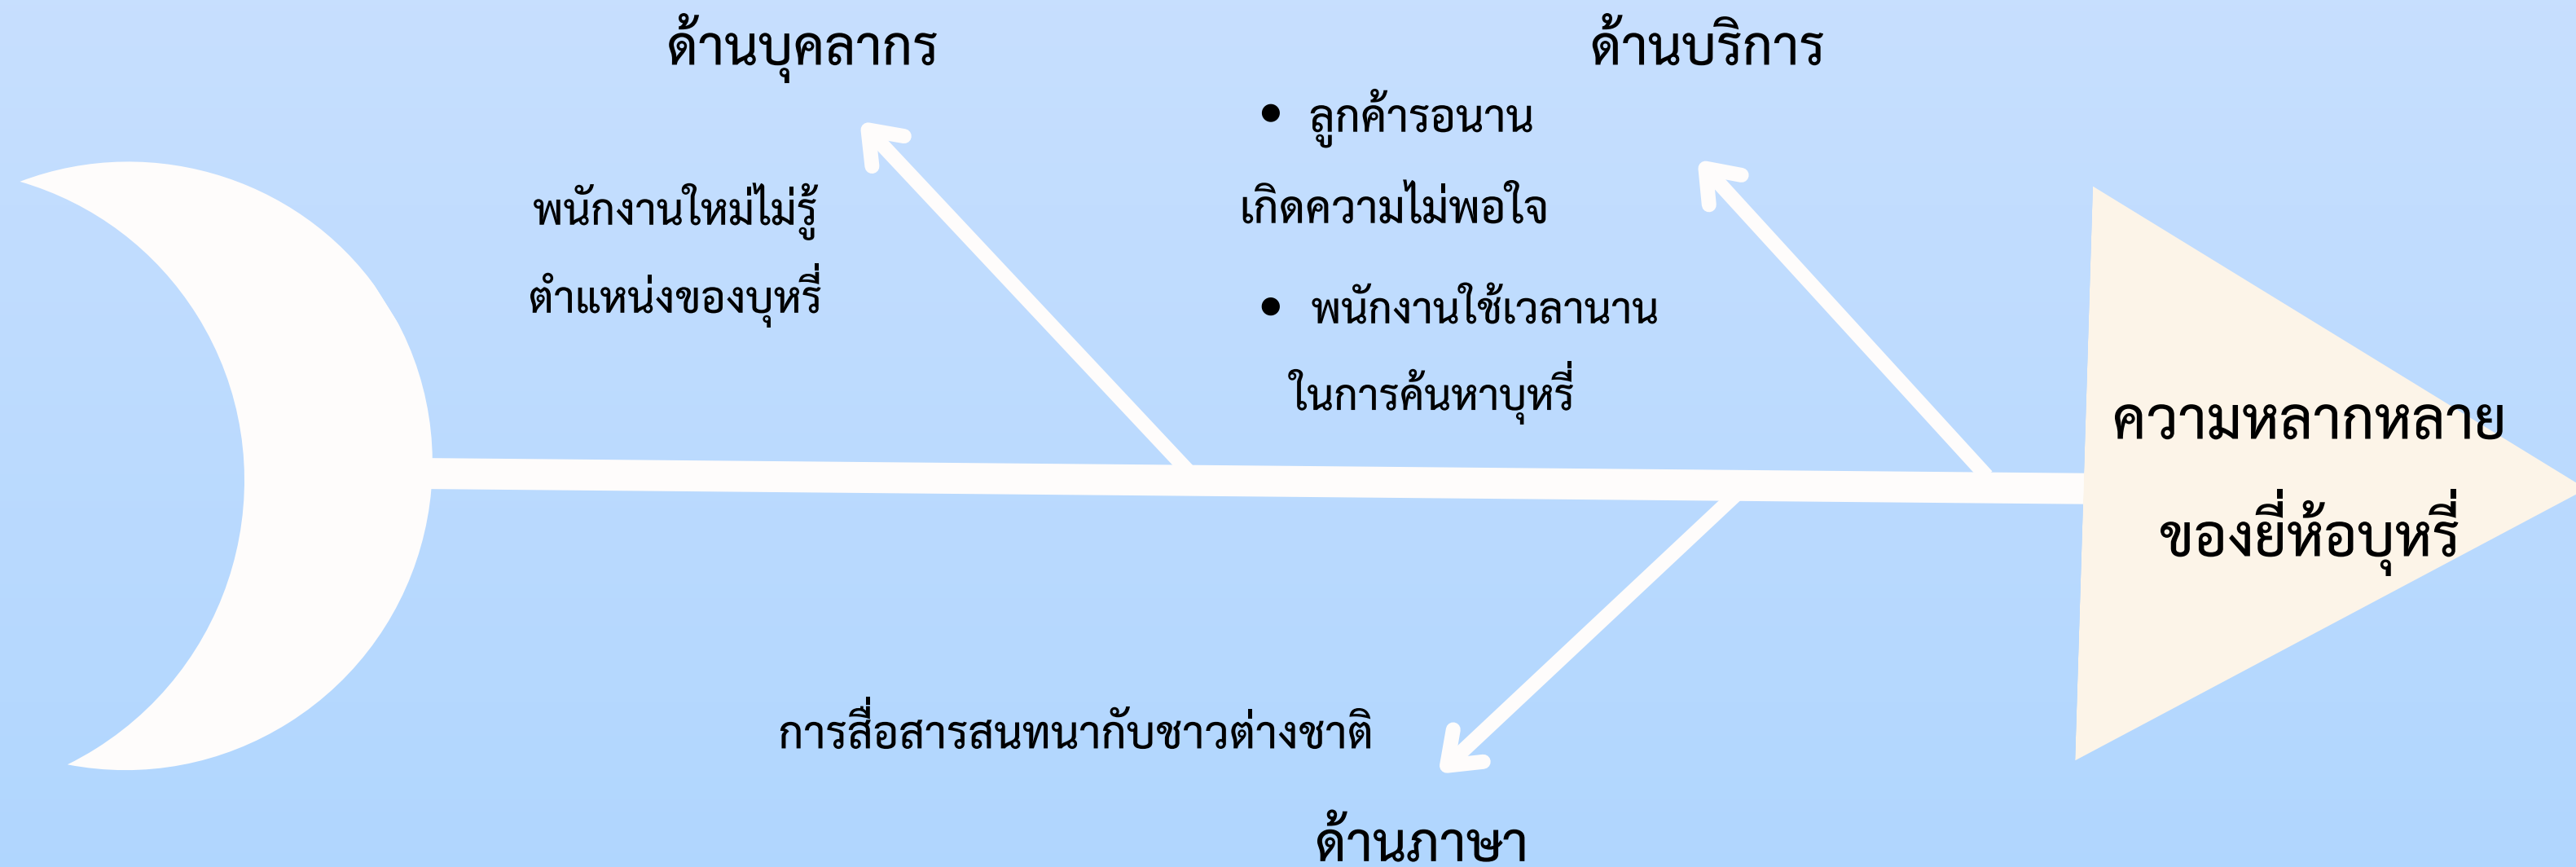 ด้านบุคลากร
พนักงานใหม่ไม่รู้
ตำแหน่งของบุหรี่
ด้านบริการ
• ลูกค้ารอนาน
เกิดความไม่พอใจ
• พนักงานใช้เวลานาน
ในการค้นหาบุหรี่
ความหลากหลาย
ของยี่ห้อบุหรี่
การสื่อสารสนทนากับชาวต่างชาติ
ด้านภาษา